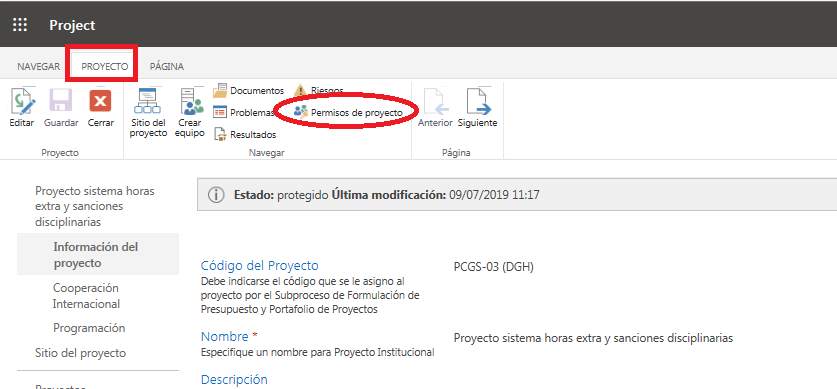 Project
NAVEGAR PROYECTO PÁGINA
Editar Guardar Cerrar
Proyecto
Sitio del proyecto
Crear equipo
Documentos Riesgos
Problemas Permisos de proyecto
Resultados
Navegar
Anterior Siguiente
Página
Proyecto sistema horas
extra y sanciones
disciplinarias
Información del
proyecto
Cooperación
Internacional
Programación
Sitio del proyecto
Proyectos
Estado: protegido Última modificación: 09/07/2019 11:17
Código del Proyecto PCGS-03 (DGH)
Debe indicarse el código que se le asigno al
proyecto por el Subproceso de Formulación de
Presupuesto y Portafolio de Proyectos
Nombre * Proyecto sistema horas extra y sanciones disciplinarias
Especifique un nombre para Proyecto Institucional
Descripción